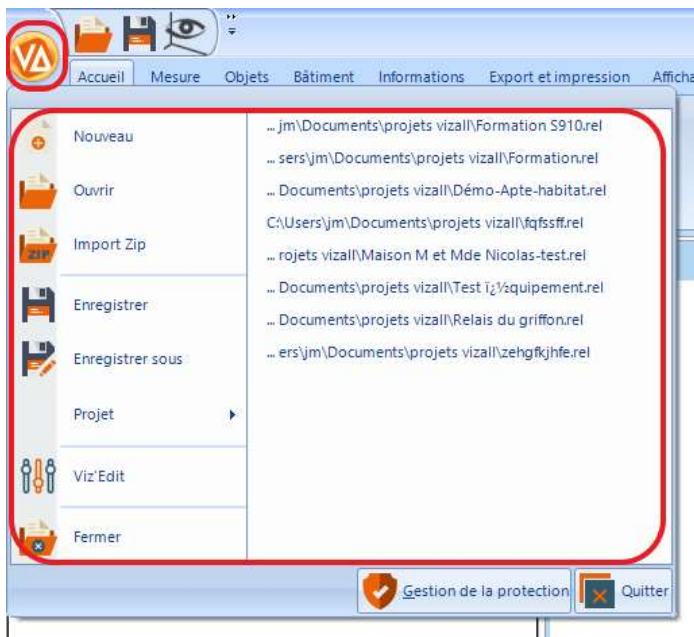 VA
Accueil Mesure Objets Bâtiment Informations Export et impression Afficha
Nouveau
Ouvrir
ZIP
Import Zip
Enregistrer
Enregistrer sous
Projet
Viz'Edit
Fermer
... jm\Documents\projets vizall\Formation S910.rel
... sers\jm\Documents\projets vizall\Formation.rel
... Documents\projets vizall\Démo-Apte-habitat.rel
C:\Users\jm\Documents\projets vizall\fqfssff.rel
... rojets vizall\Maison M et Mde Nicolas-test.rel
... Documents\projets vizall\Test ï¿½quipement.rel
... Documents\projets vizall\Relais du griffon.rel
... ers\jm\Documents\projets vizall\zehgfkjhfe.rel
Gestion de la protection Quitter